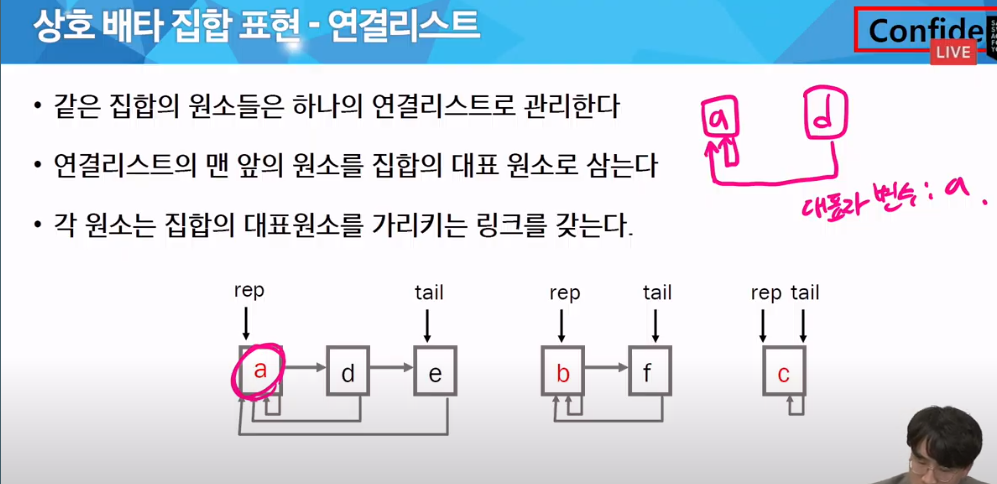 상호 배타 집합 표현 - 연결리스트
Confide
LIVE
• 같은 집합의 원소들은 하나의 연결리스트로 관리한다
• 연결리스트의 맨 앞의 원소를 집합의 대표 원소로 삼는다
• 각 원소는 집합의 대표원소를 가리키는 링크를 갖는다.
a d
변수 : a .
rep tail rep tail rep tail
a d e b f c